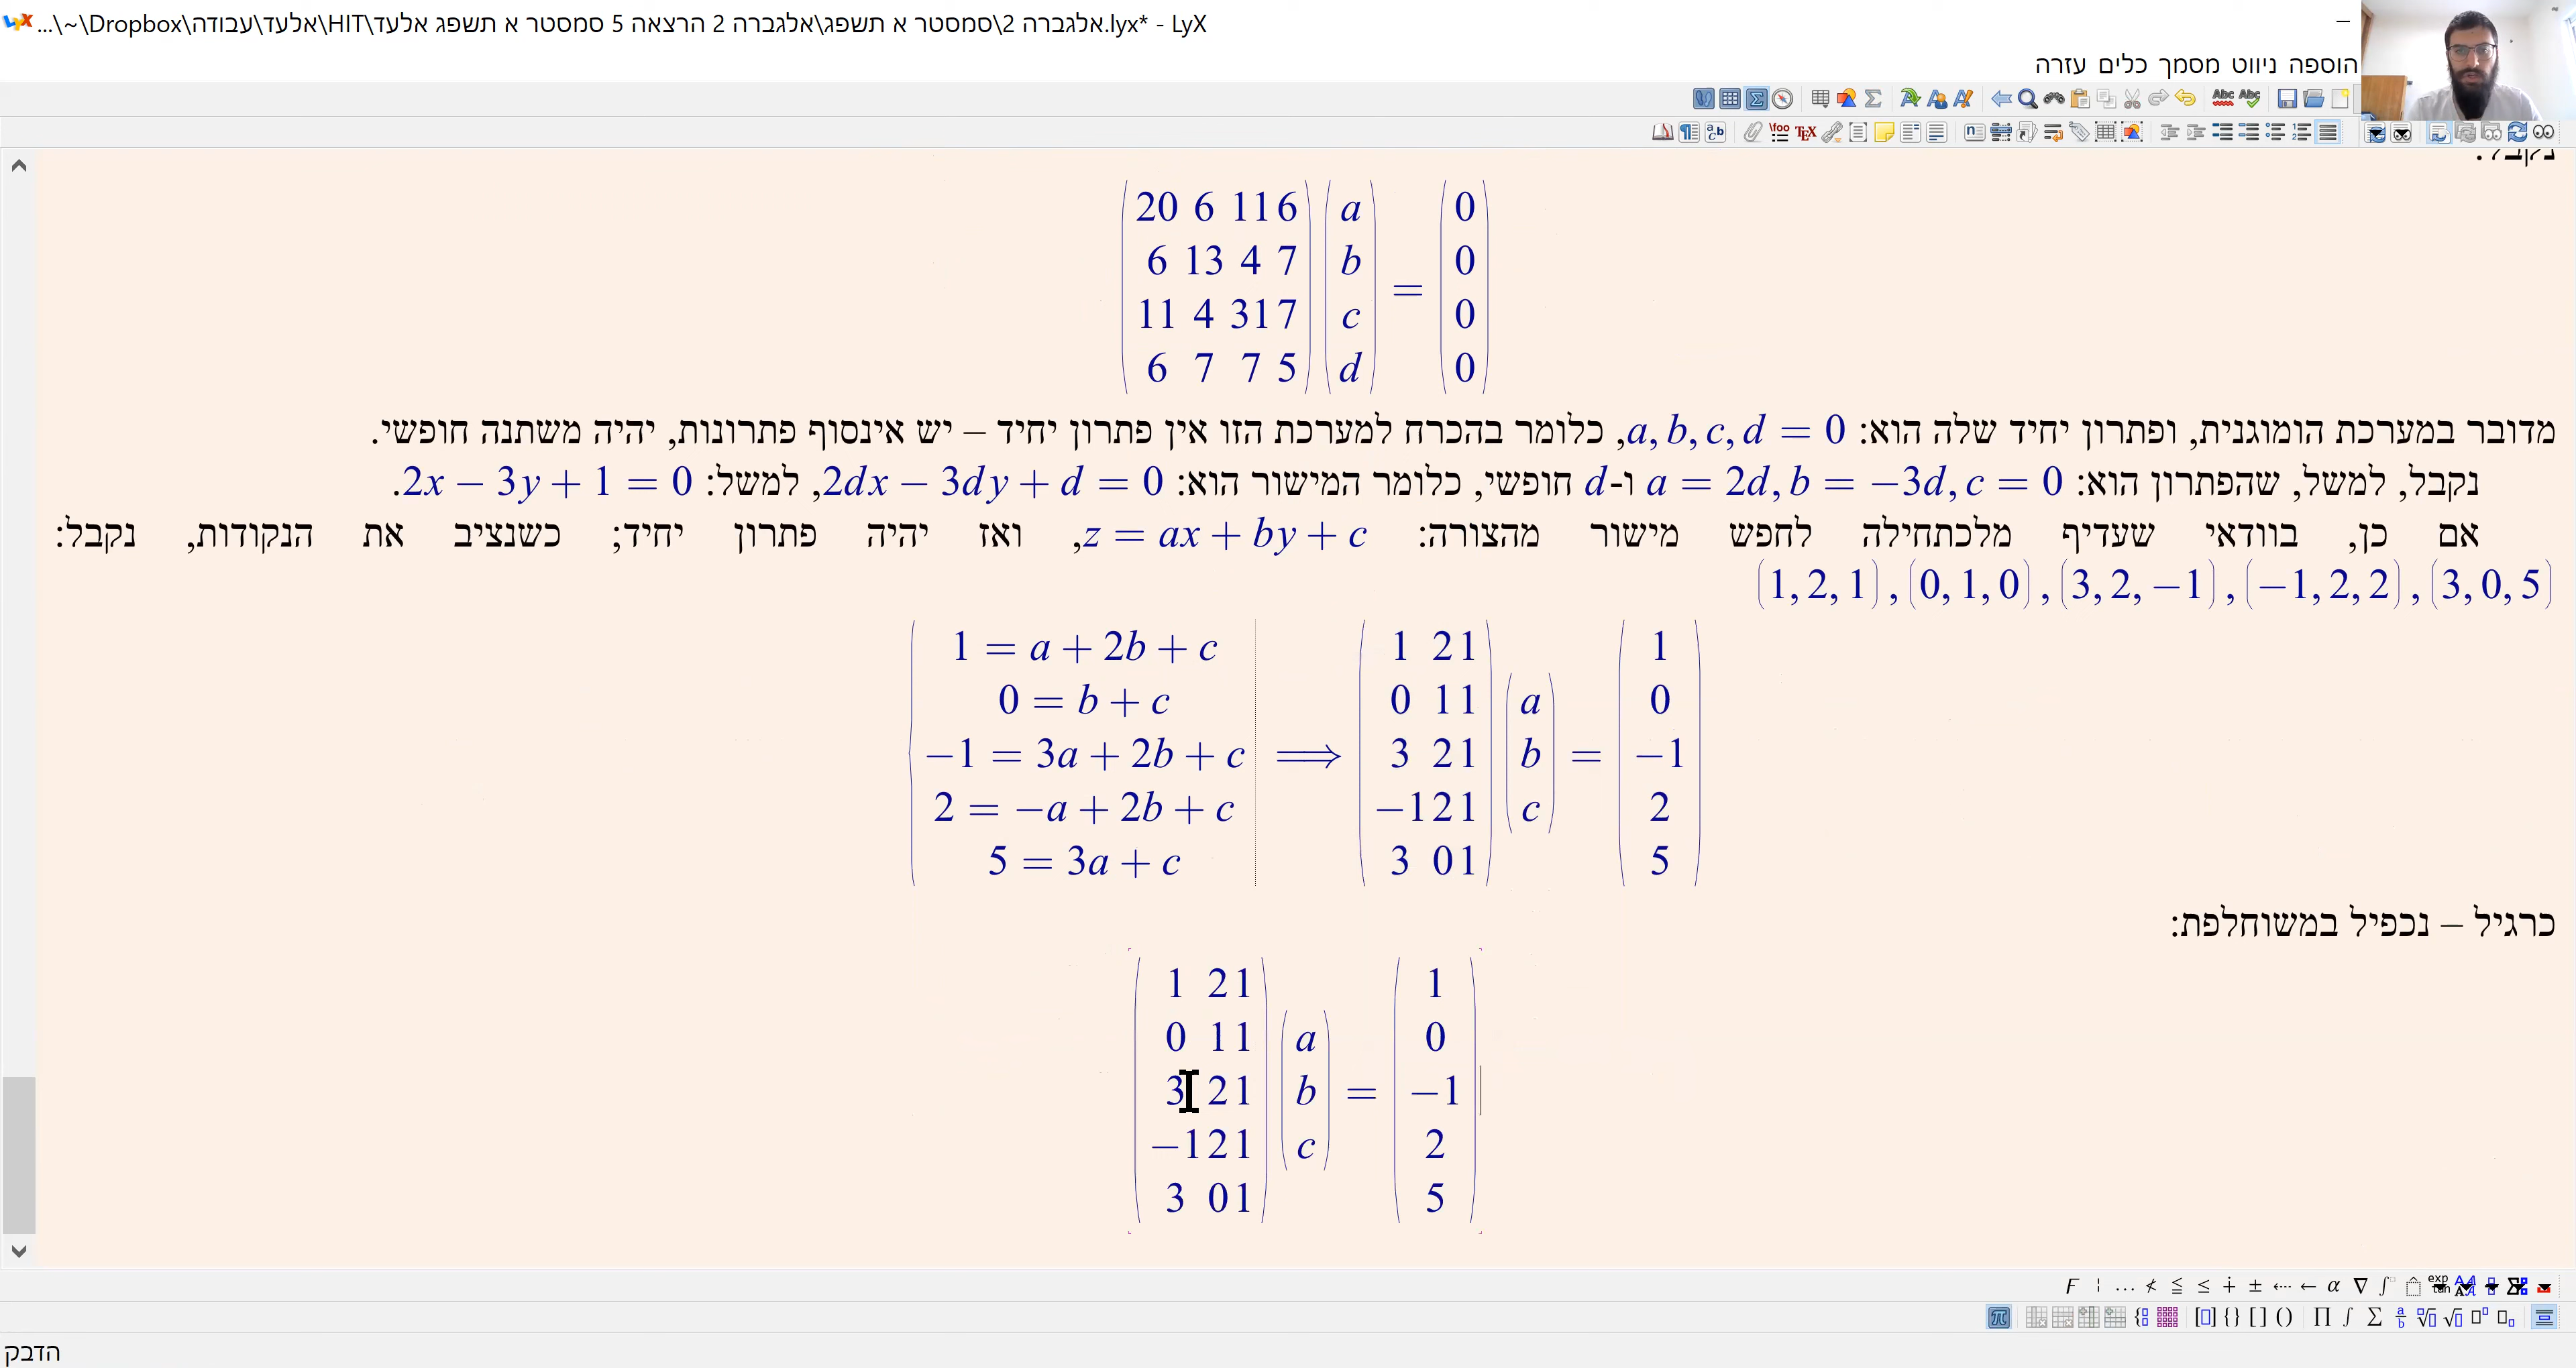 ...\~\Dropbox\אלגברה 2\סמסטר א תשפג\אלגברה 2 הרצאה 5 סמסטר א תשפג אלעד\HIT\אלעד\עבודה.lyx* - LyX
הוספה ניווט מסמך כלים עזרה
נקבל:
20 6 11 6 a 0
6 13 4 7 b 0
=
11 4 31 7 c 0
6 7 7 5 d 0
מדובר במערכת הומוגנית, ופתרון יחיד שלה הוא: a, b, c, d = 0, כלומר בהכרח למערכת הזו אין פתרון יחיד – יש אינסוף פתרונות, יהיה משתנה חופשי.
נקבל, למשל, שהפתרון הוא: a = 2d, b = −3d, c = 0 ו-d חופשי, כלומר המישור הוא: 2dx − 3dy + d = 0, למשל: 2x − 3y + 1 = 0.
אם כן, בוודאי שעדיף מלכתחילה לחפש מישור מהצורה: z = ax + by + c, ואז יהיה פתרון יחיד; כשנציב את הנקודות, נקבל:
(1, 2, 1), (0, 1, 0), (3, 2, −1), (−1, 2, 2), (3, 0, 5)
1 = a + 2b + c 1 2 1 1
0 = b + c 0 1 1 a 0
−1 = 3a + 2b + c ⟹ 3 2 1 b = −1
2 = −a + 2b + c −1 2 1 c 2
5 = 3a + c 3 0 1 5
כרגיל – נכפיל במשוחלפת:
1 2 1 1
0 1 1 a 0
3 2 1 b = −1
−1 2 1 c 2
3 0 1 5
הדבק